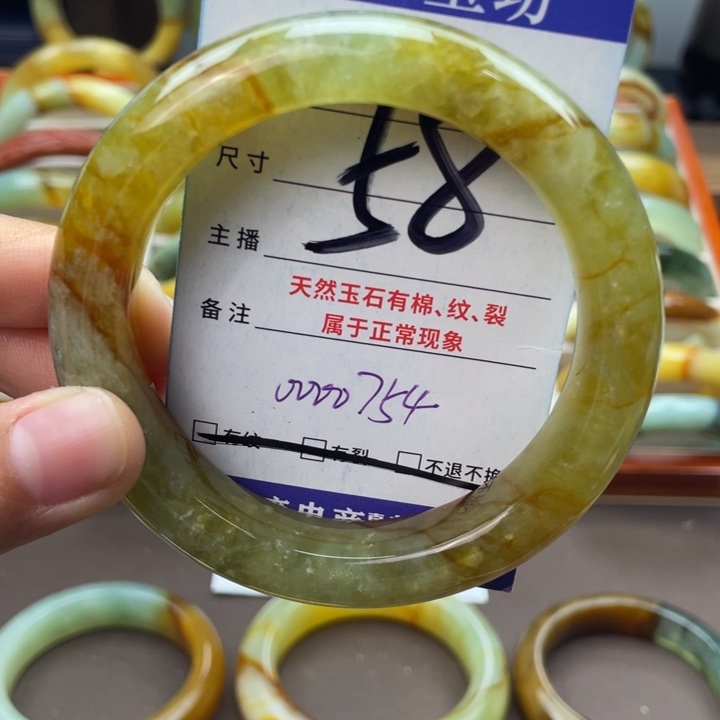 尺寸 58
主播
备注 天然玉石有棉、纹、裂
属于正常现象
0000754
有纹 有裂 不退不换